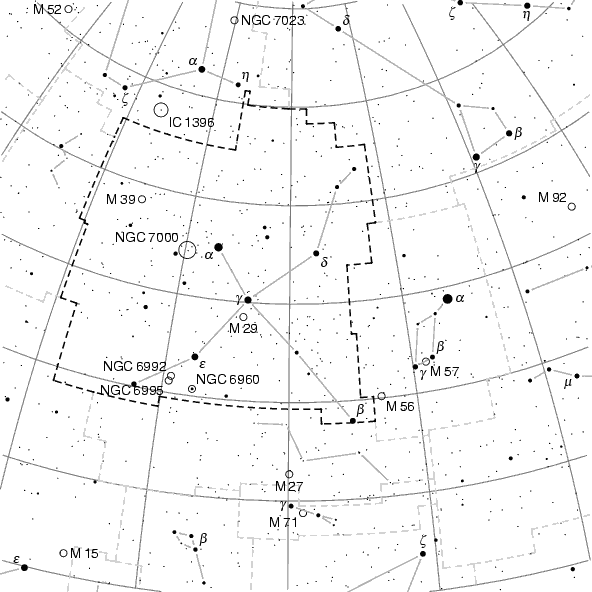 M 52
NGC 7023
δ
ζ
η
α
η
ζ
IC 1396
β
γ
M 39
M 92
NGC 7000
α
δ
γ
α
M 29
β
ε
γ M 57
NGC 6992
NGC 6960
μ
NGC 6995
β
M 56
M 27
γ
M 71
β
ζ
M 15
ε